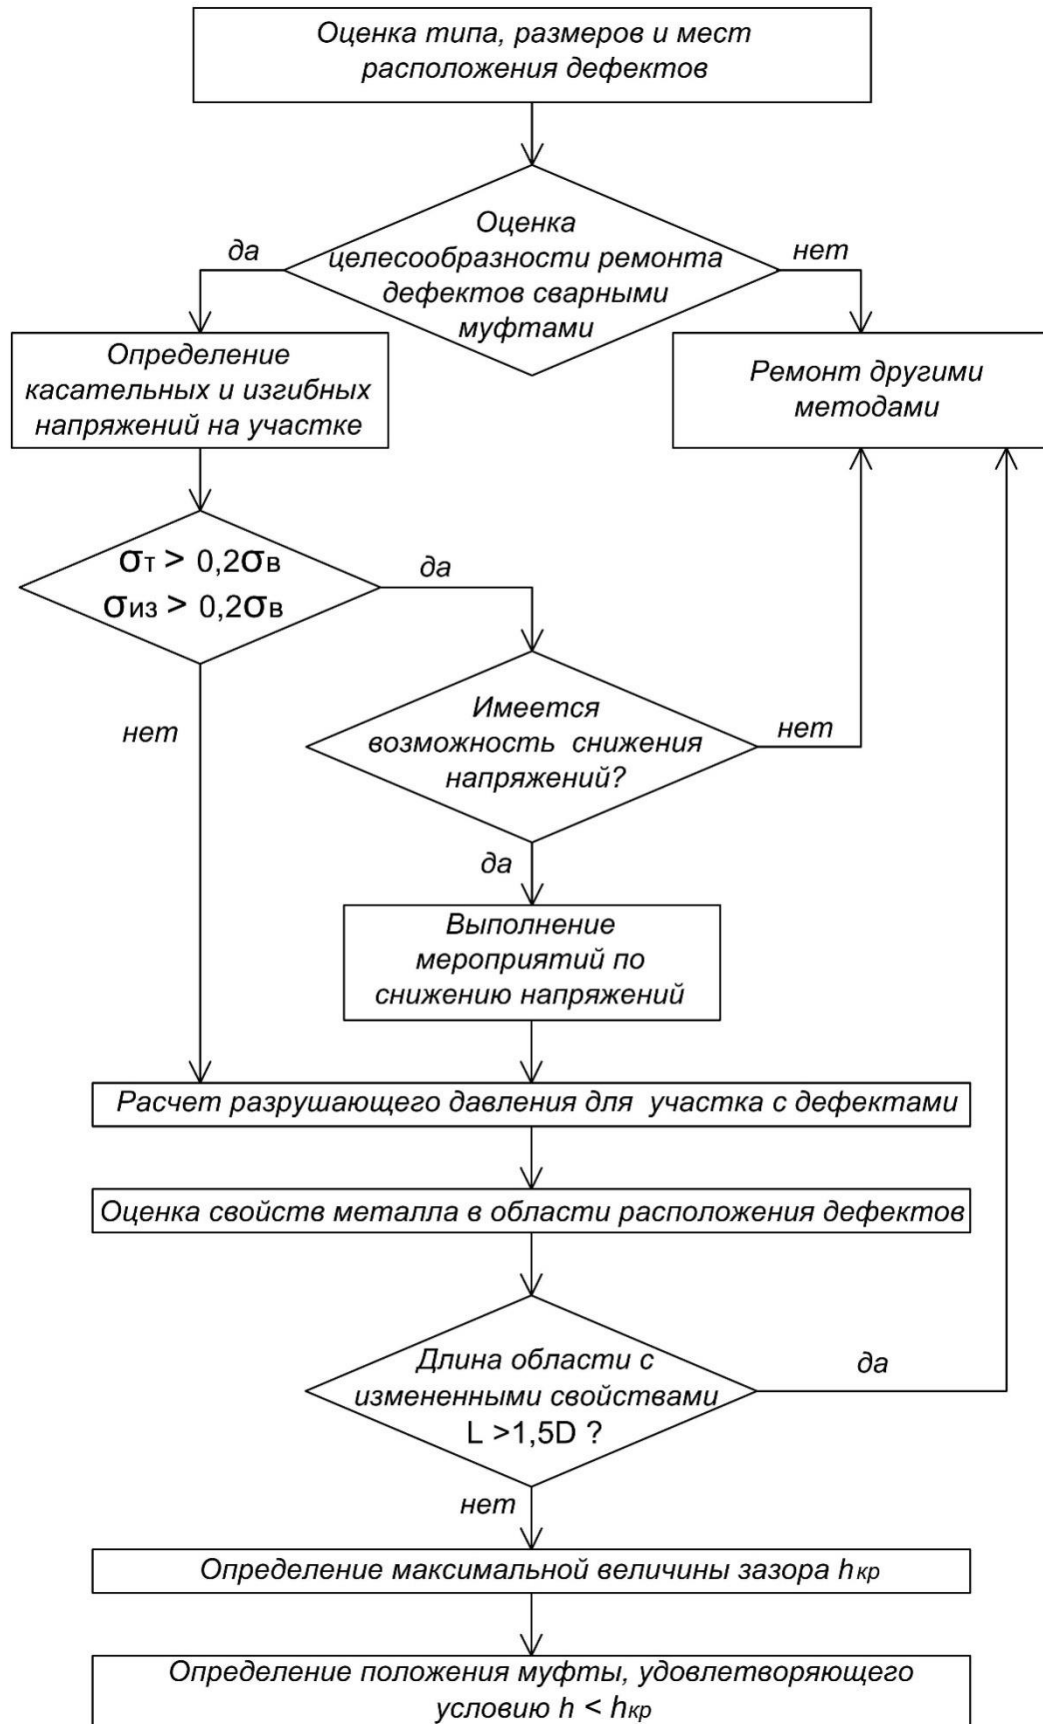 Оценка типа, размеров и мест
расположения дефектов
Оценка
целесообразности ремонта
дефектов сварными
муфтами
да
нет
Определение
касательных и изгибных
напряжений на участке
Ремонт другими
методами
σт > 0,2σв
σиз > 0,2σв
да
нет
Имеется
возможность снижения
напряжений?
нет
да
Выполнение
мероприятий по
снижению напряжений
Расчет разрушающего давления для участка с дефектами
Оценка свойств металла в области расположения дефектов
Длина области с
измененными свойствами
L >1,5D ?
да
нет
Определение максимальной величины зазора hкр
Определение положения муфты, удовлетворяющего
условию h < hкр